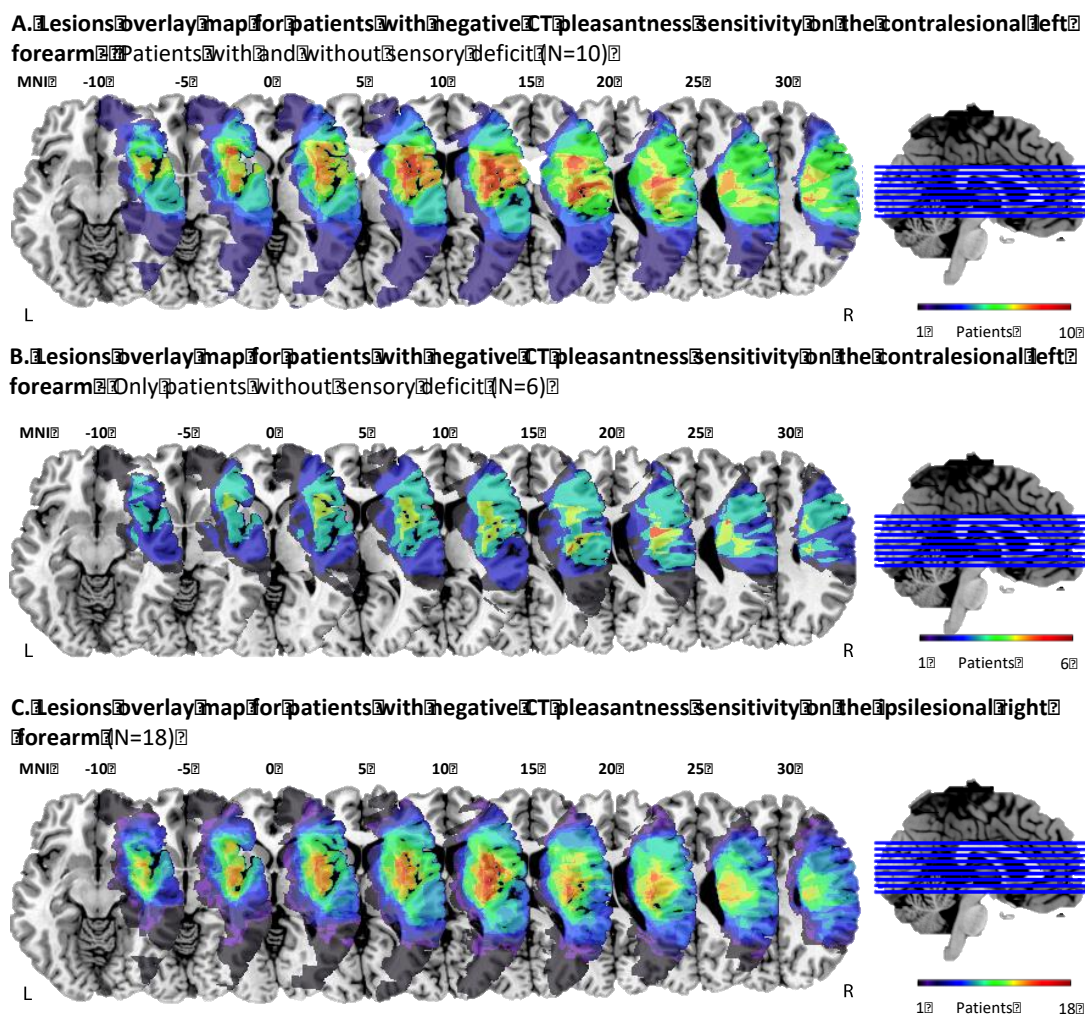 A. Lesions overlay map for patients with negative CT pleasantness sensitivity on the contralesional left
forearm - Patients with and without sensory deficit (N=10)
MNI -10 -5 0 5 10 15 20 25 30
L R
1 Patients 10
B. Lesions overlay map for patients with negative CT pleasantness sensitivity on the contralesional left
forearm - Only patients without sensory deficit (N=6)
MNI -10 -5 0 5 10 15 20 25 30
L R
1 Patients 6
C. Lesions overlay map for patients with negative CT pleasantness sensitivity on the ipsilesional right
forearm (N=18)
MNI -10 -5 0 5 10 15 20 25 30
L R
1 Patients 18